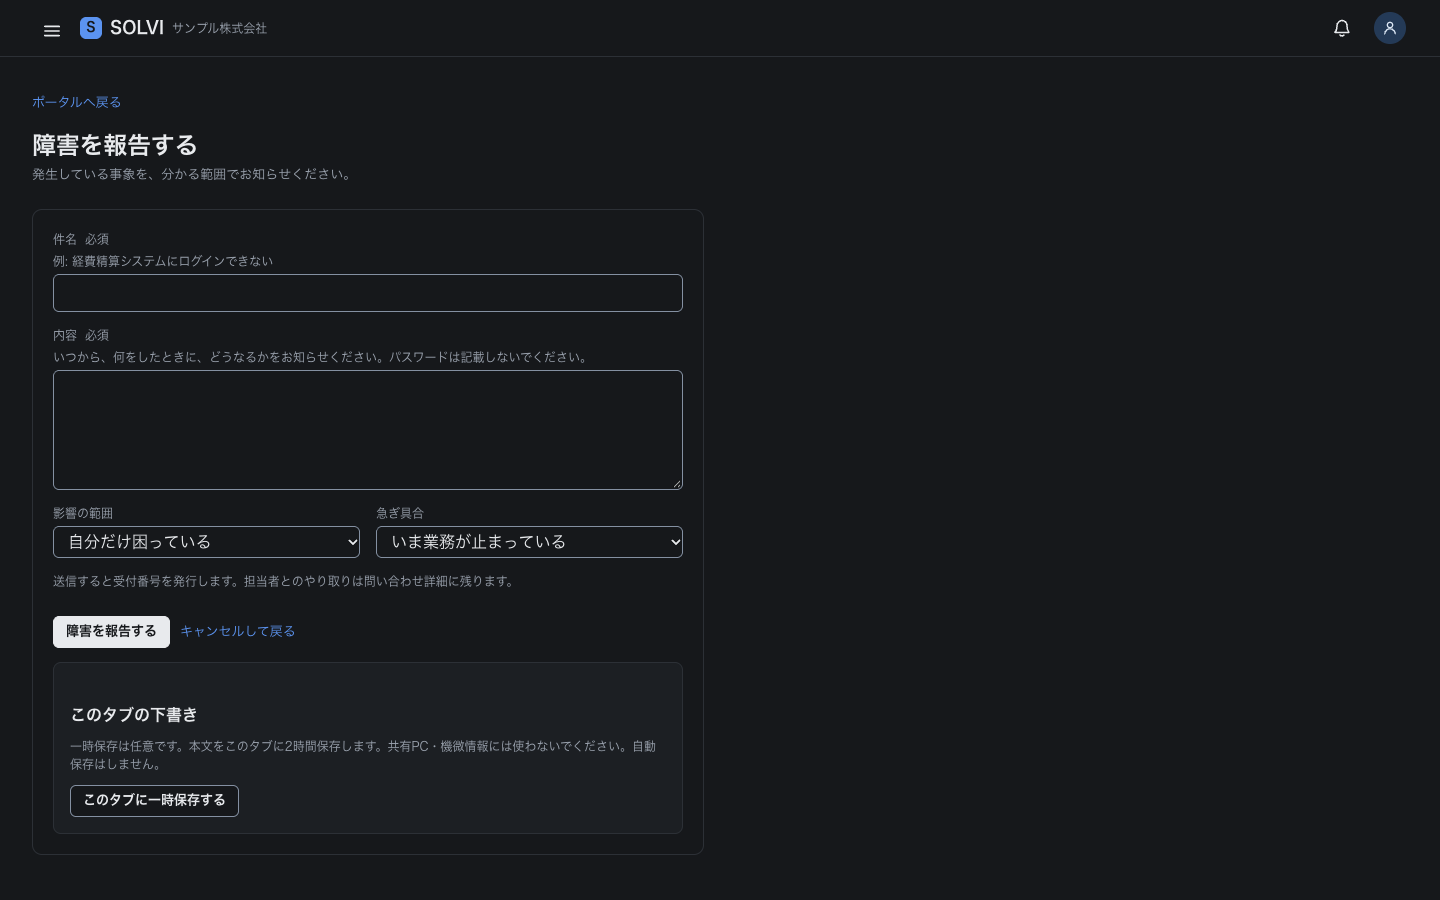 S SOLVI サンプル株式会社
ポータルへ戻る
障害を報告する
発生している事象を、分かる範囲でお知らせください。
件名 必須
例: 経費精算システムにログインできない
内容 必須
いつから、何をしたときに、どうなるかをお知らせください。パスワードは記載しないでください。
影響の範囲 急ぎ具合
自分だけ困っている いま業務が止まっている
送信すると受付番号を発行します。担当者とのやり取りは問い合わせ詳細に残ります。
障害を報告する キャンセルして戻る
このタブの下書き
一時保存は任意です。本文をこのタブに2時間保存します。共有PC・機微情報には使わないでください。自動
保存はしません。
このタブに一時保存する